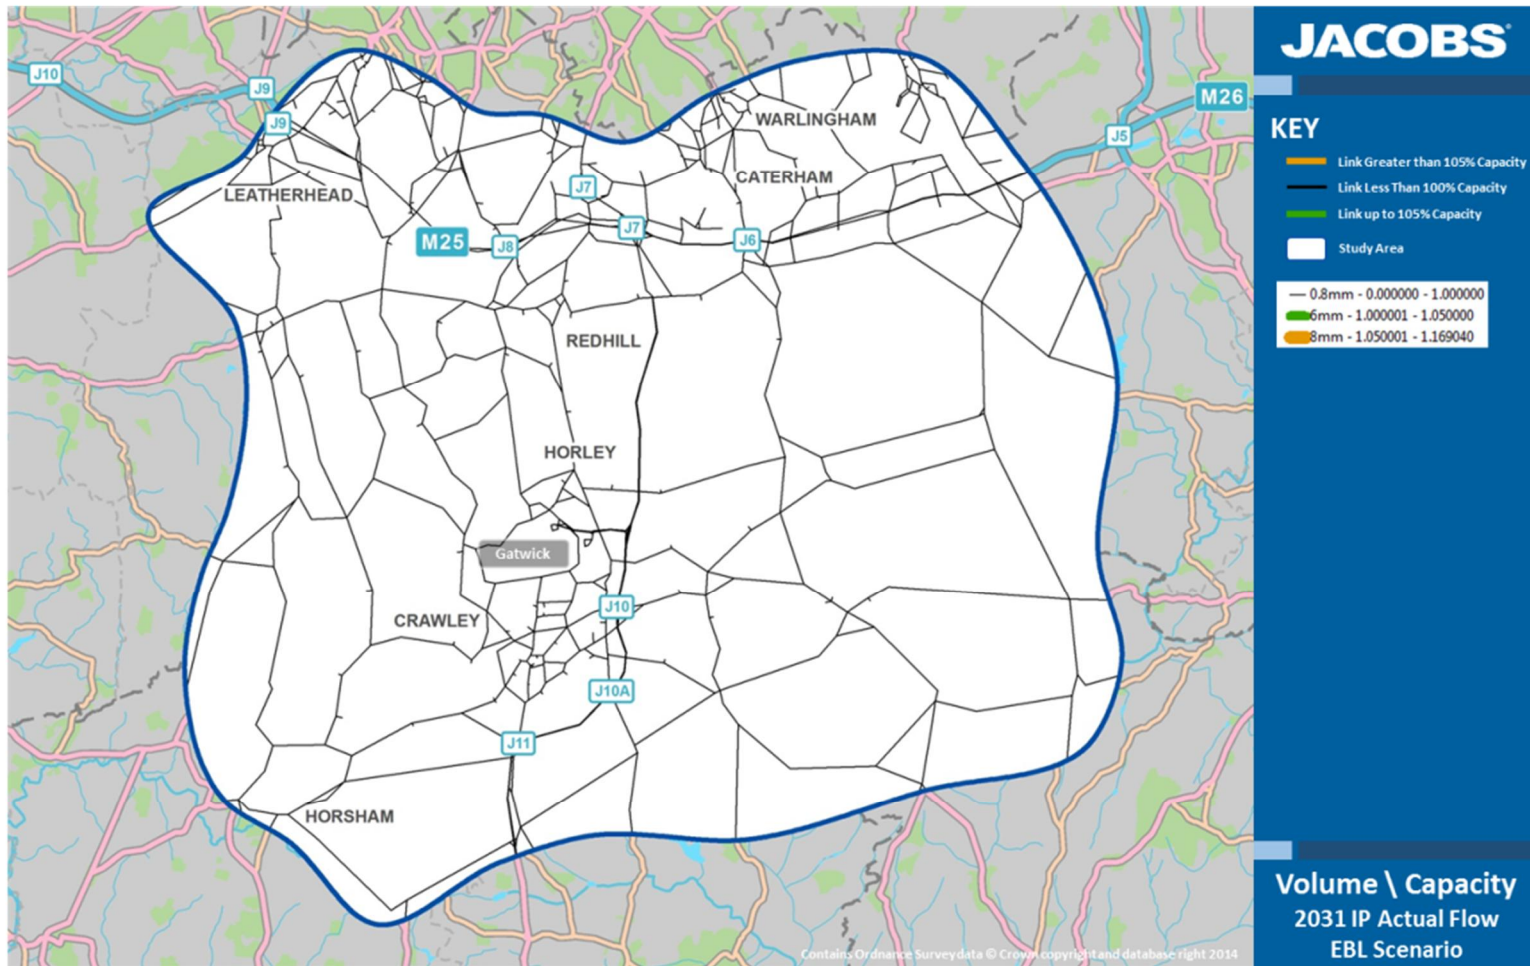 J10
J9
J9
LEATHERHEAD
M25
J8
J7
J7
J6
WARLINGHAM
CATERHAM
J5
M26
REDHILL
HORLEY
Gatwick
CRAWLEY
J10
J10A
J11
HORSHAM
Contains Ordnance Survey data © Crown copyright and database right 2014
JACOBS
KEY
Link Greater than 105% Capacity
Link Less Than 100% Capacity
Link up to 105% Capacity
Study Area
0.8mm - 0.000000 - 1.000000
6mm - 1.000001 - 1.050000
8mm - 1.050001 - 1.169040
Volume \ Capacity
2031 IP Actual Flow
EBL Scenario